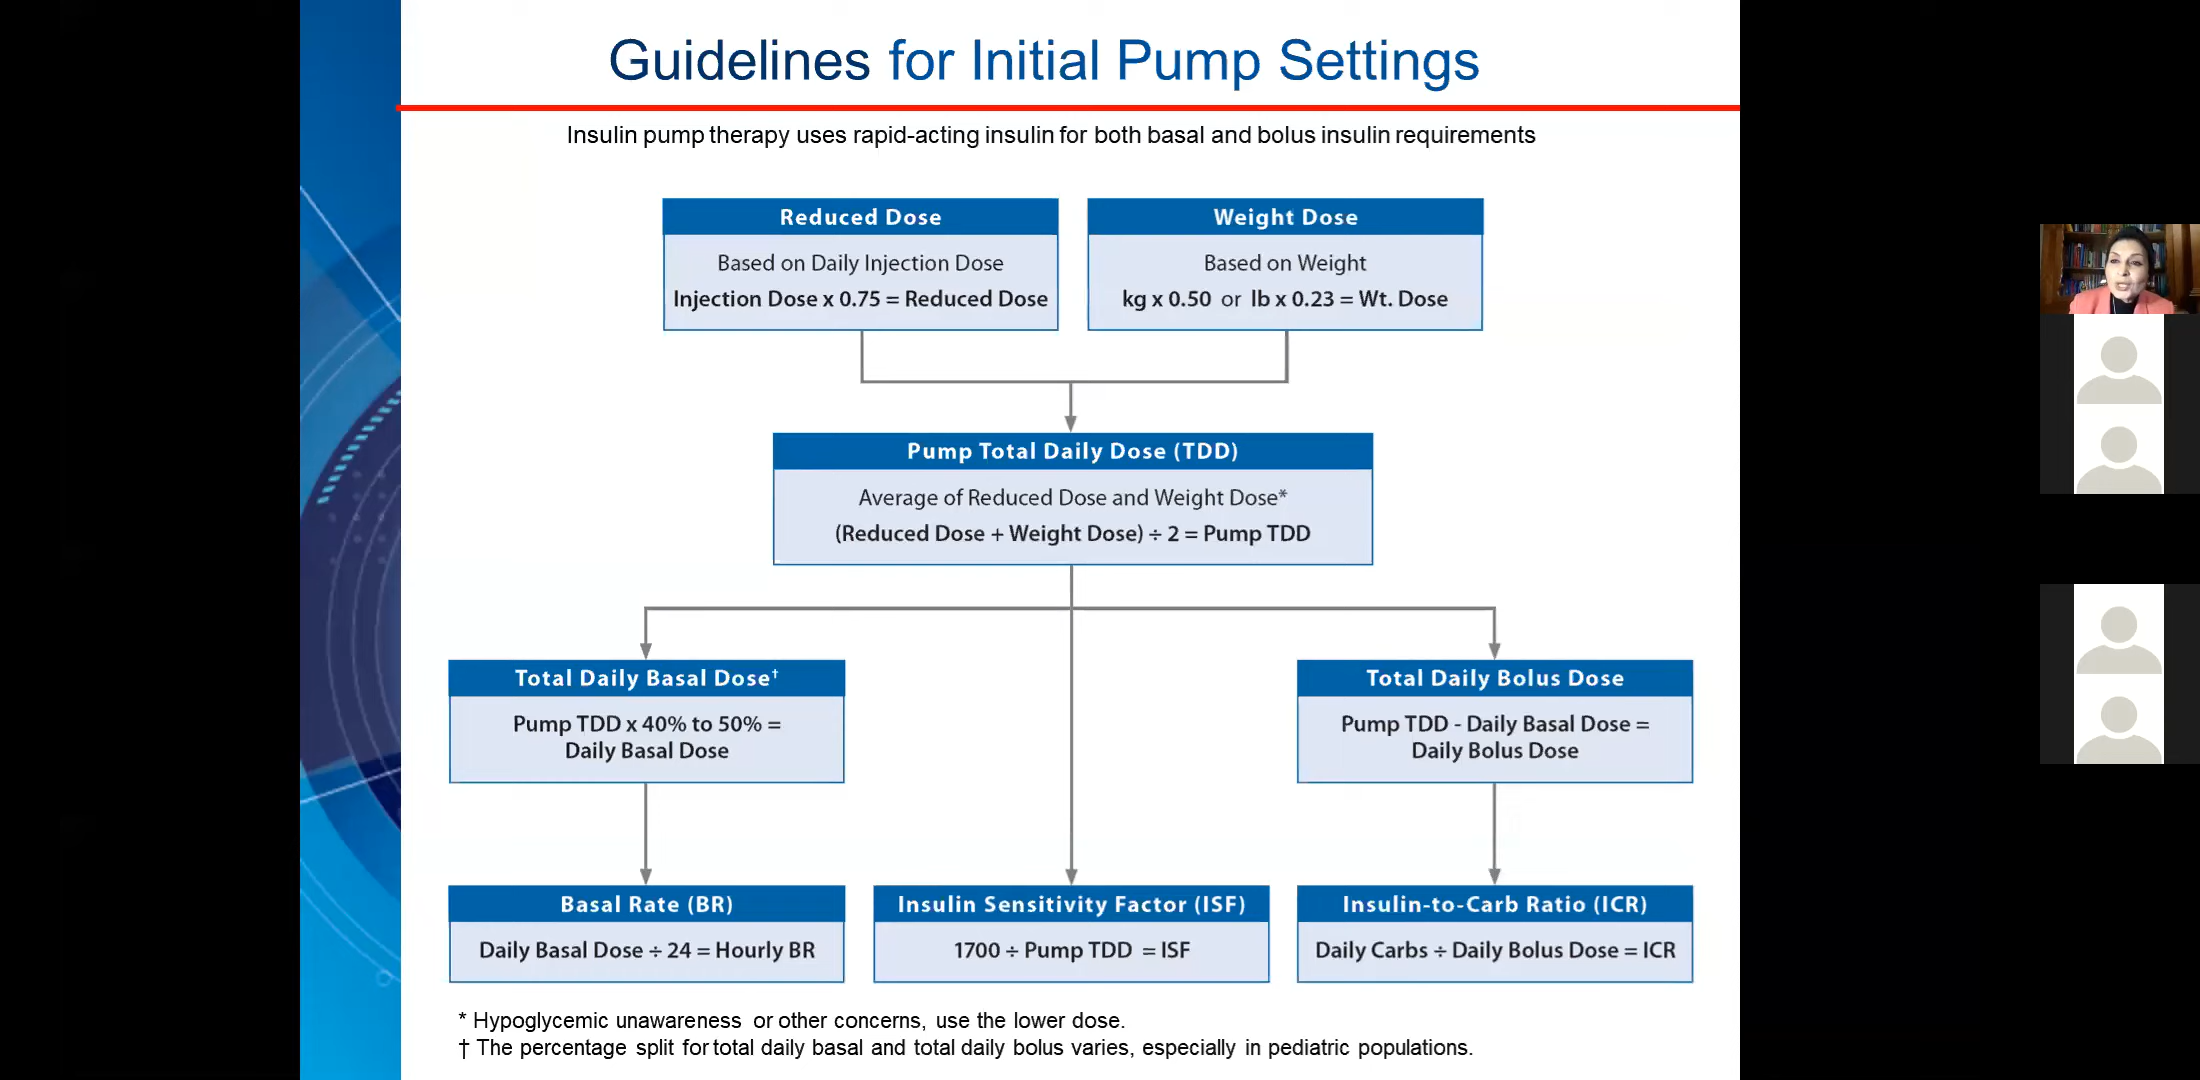 Guidelines for Initial Pump Settings
Insulin pump therapy uses rapid-acting insulin for both basal and bolus insulin requirements
Reduced Dose
Based on Daily Injection Dose
Injection Dose x 0.75 = Reduced Dose
Weight Dose
Based on Weight
kg x 0.50 or lb x 0.23 = Wt. Dose
Pump Total Daily Dose (TDD)
Average of Reduced Dose and Weight Dose*
(Reduced Dose + Weight Dose) ÷ 2 = Pump TDD
Total Daily Basal Dose†
Pump TDD x 40% to 50% =
Daily Basal Dose
Total Daily Bolus Dose
Pump TDD - Daily Basal Dose =
Daily Bolus Dose
Basal Rate (BR)
Daily Basal Dose ÷ 24 = Hourly BR
Insulin Sensitivity Factor (ISF)
1700 ÷ Pump TDD = ISF
Insulin-to-Carb Ratio (ICR)
Daily Carbs ÷ Daily Bolus Dose = ICR
* Hypoglycemic unawareness or other concerns, use the lower dose.
† The percentage split for total daily basal and total daily bolus varies, especially in pediatric populations.